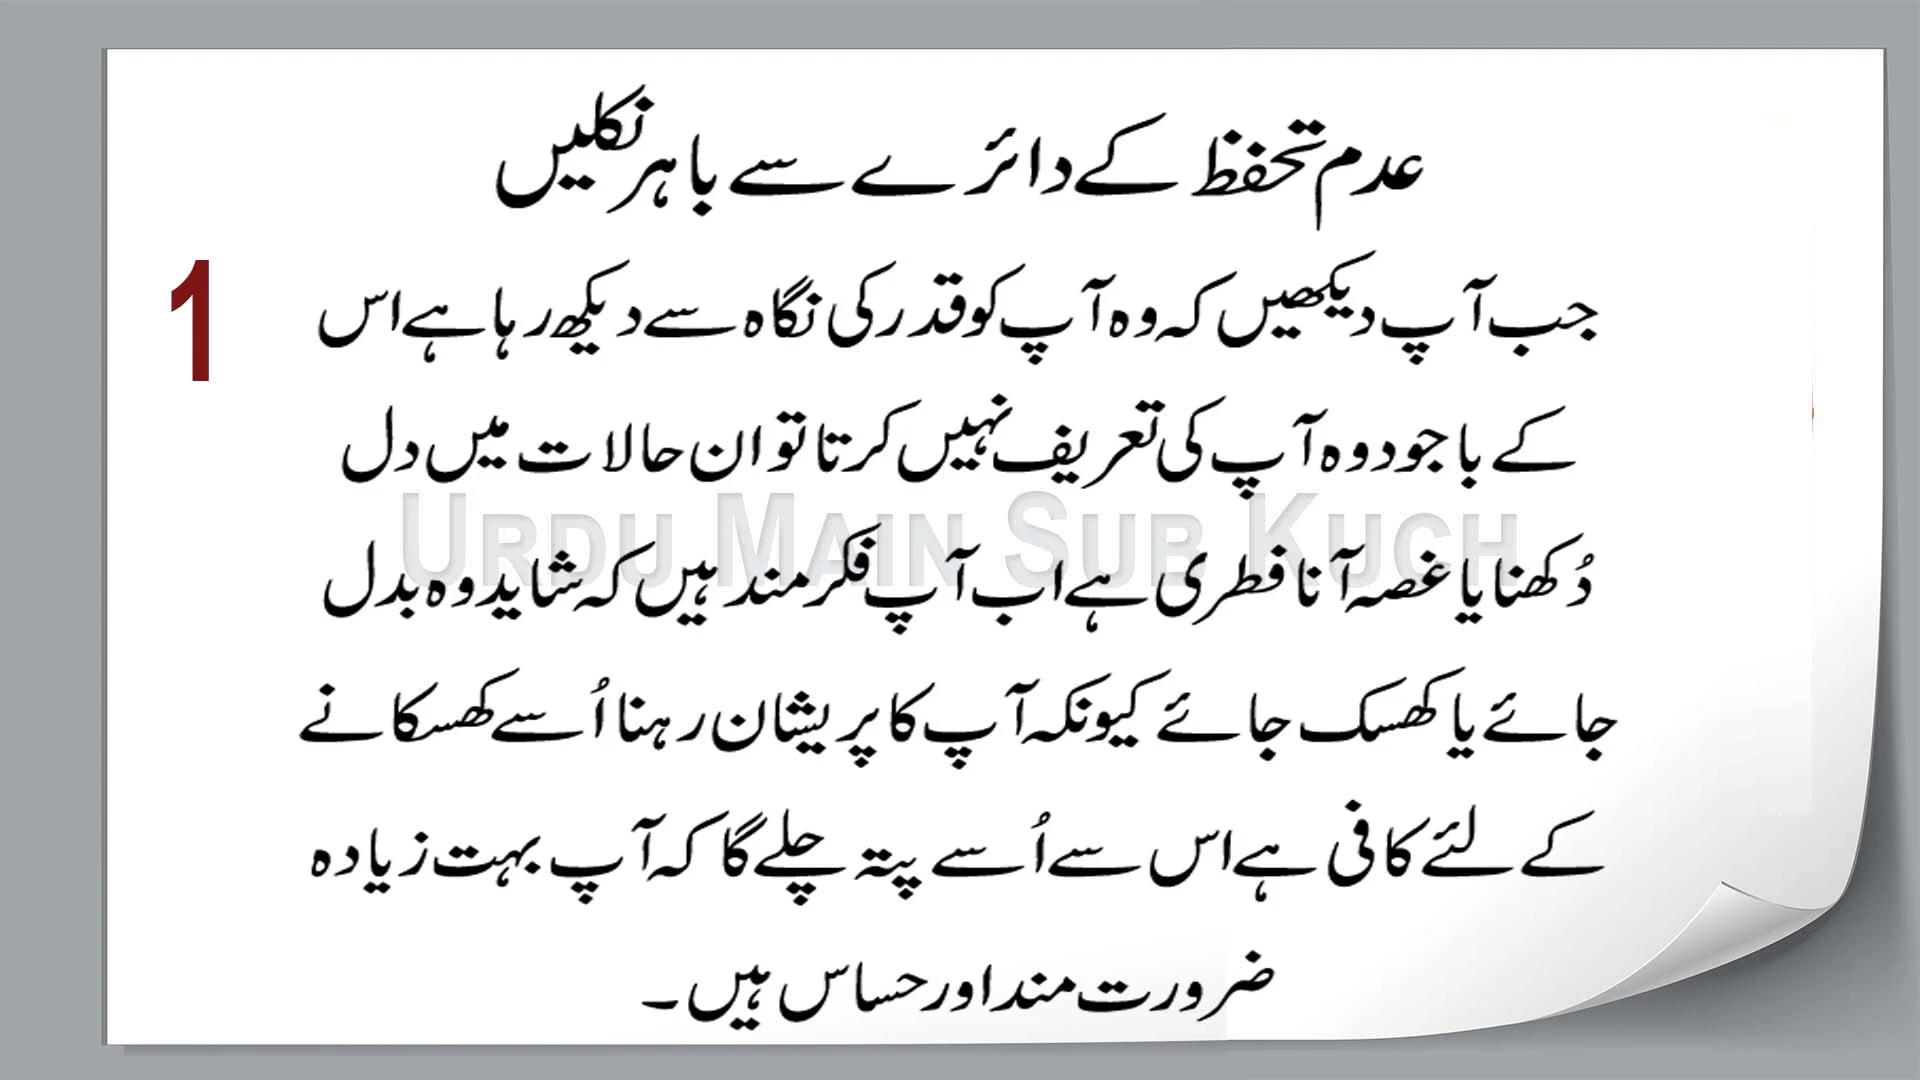 عدم تحفظ کے دائرے سے باہر نکلیں
1
جب آپ دیکھیں کہ وہ آپ کو قدر کی نگاہ سے دیکھ رہا ہے اس
کے باجود وہ آپ کی تعریف نہیں کرتا تو ان حالات میں دل
URDU MAIN SUB KUCH
دُکھنا یا غصہ آنا فطری ہے اب آپ فکر مند ہیں کہ شاید وہ بدل
جائے یا کھسک جائے کیونکہ آپ کا پریشان رہنا اُسے کھسکانے
کے لئے کافی ہے اس سے اُسے پتہ چلے گا کہ آپ بہت زیادہ
ضرورت مند اور حساس ہیں۔